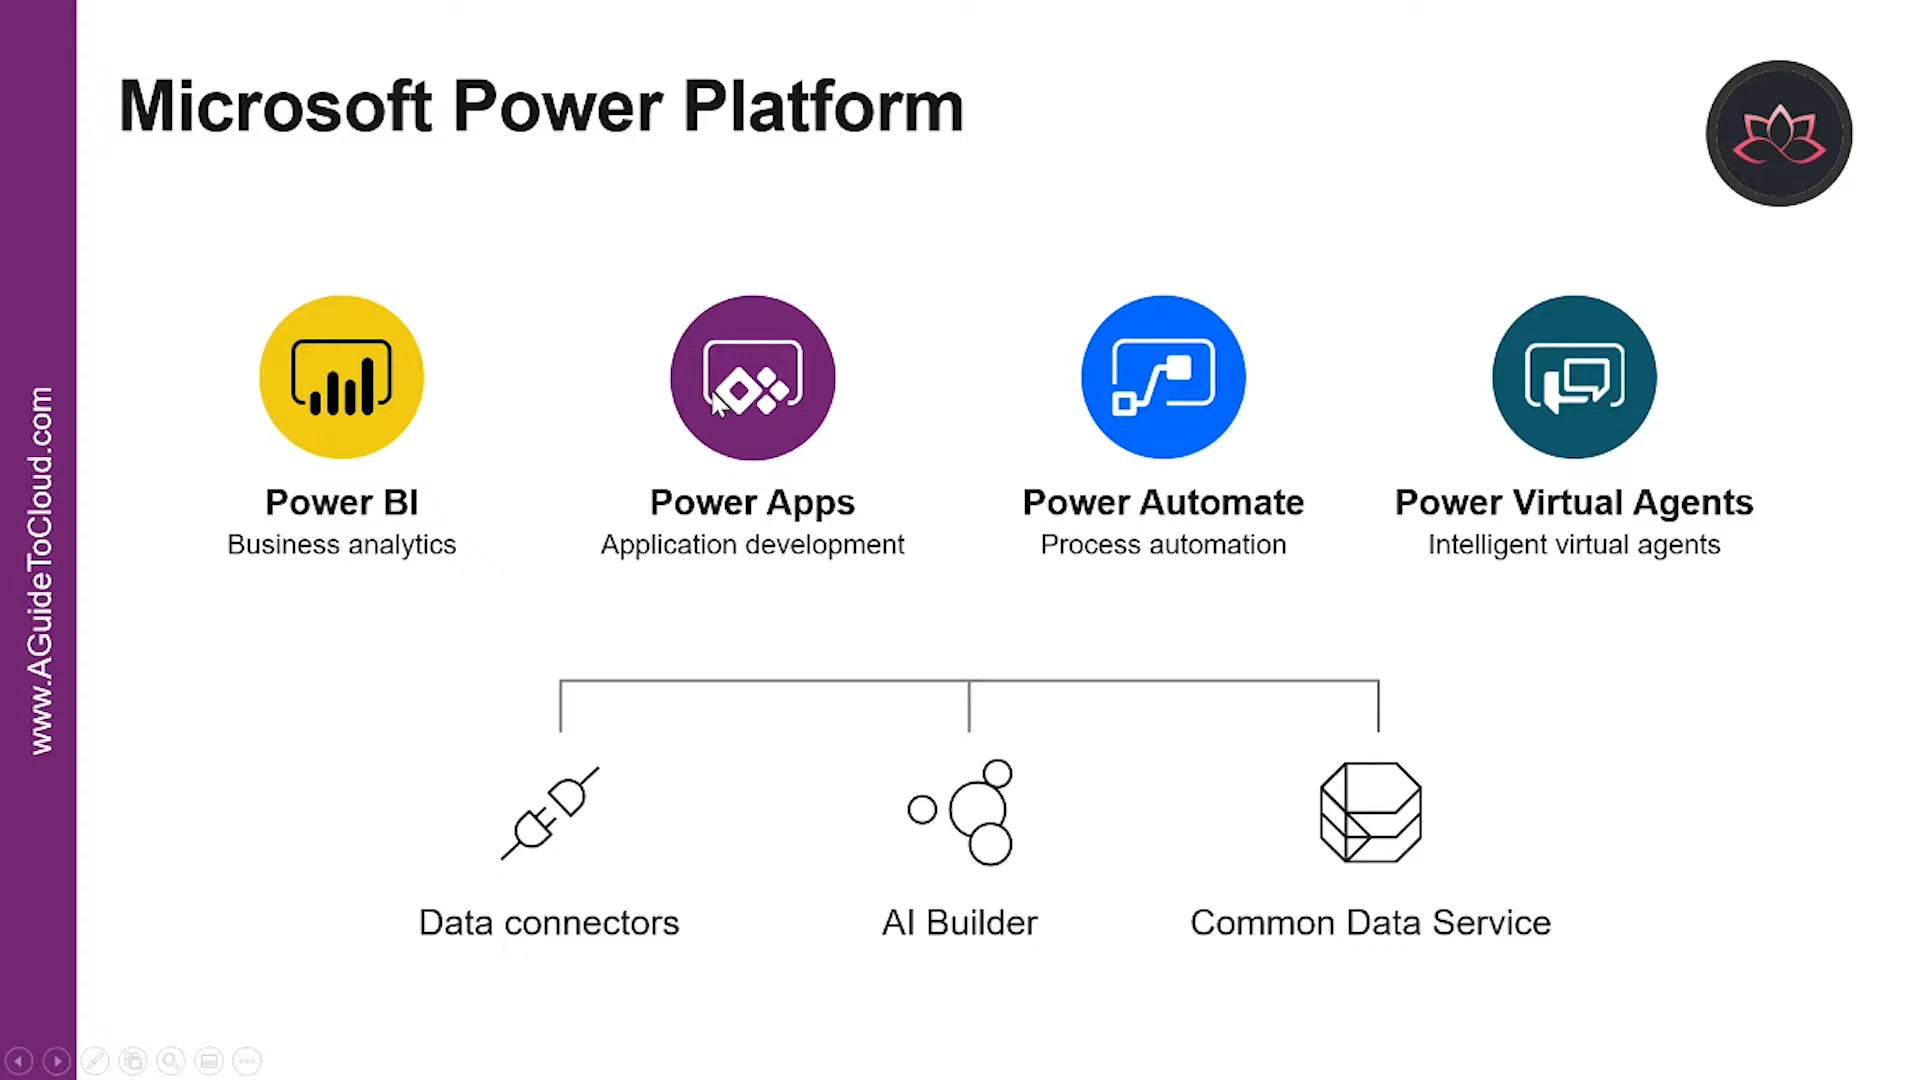 Microsoft Power Platform
www.AGuideToCloud.com
Power BI
Business analytics
Power Apps
Application development
Power Automate
Process automation
Power Virtual Agents
Intelligent virtual agents
Data connectors
AI Builder
Common Data Service